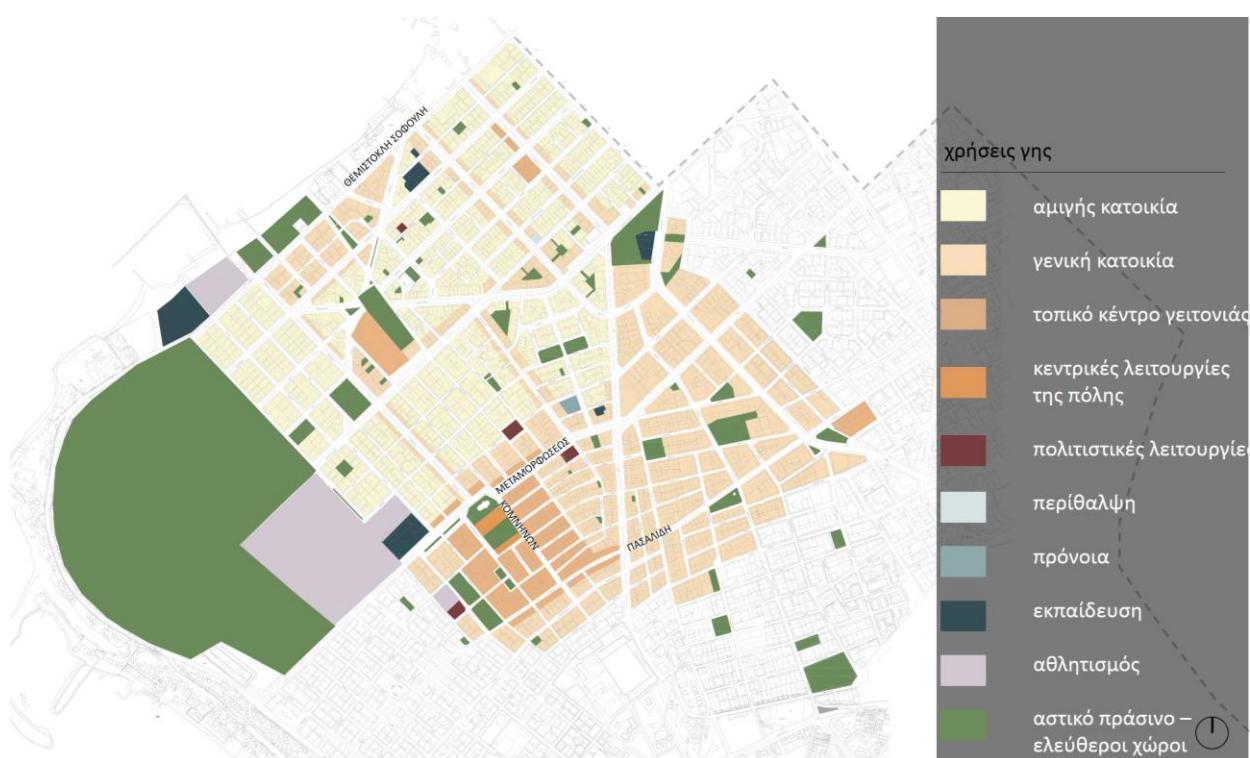 ΘΕΜΙΣΤΟΚΛΗ ΣΟΦΟΥΛΗ
ΜΕΤΑΜΟΡΦΩΣΕΩΣ
ΚΟΜΝΗΝΩΝ
ΠΑΣΑΛΙΔΗ
χρήσεις γης
αμιγής κατοικία
γενική κατοικία
τοπικό κέντρο γειτονιάς
κεντρικές λειτουργίες
της πόλης
πολιτιστικές λειτουργίες
περίθαλψη
πρόνοια
εκπαίδευση
αθλητισμός
αστικό πράσινο –
ελεύθεροι χώροι